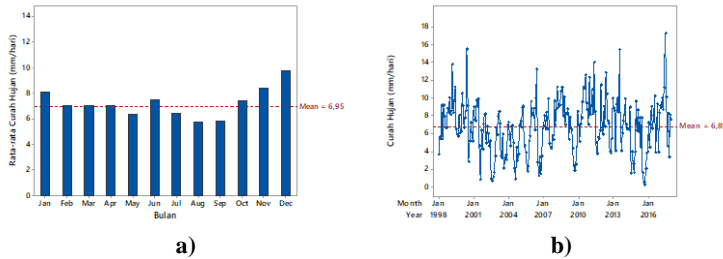 14
12
10
8
6
4
2
0
Rata-rata Curah Hujan (mm/hari)
Mean = 6,95
Jan Feb Mar Apr May Jun Jul Aug Sep Oct Nov Dec
Bulan
a)
18
16
14
12
10
8
6
4
2
0
Curah Hujan (mm/hari)
Mean = 6,8
Month Jan Jan Jan Jan Jan Jan Jan
Year 1998 2001 2004 2007 2010 2013 2016
b)